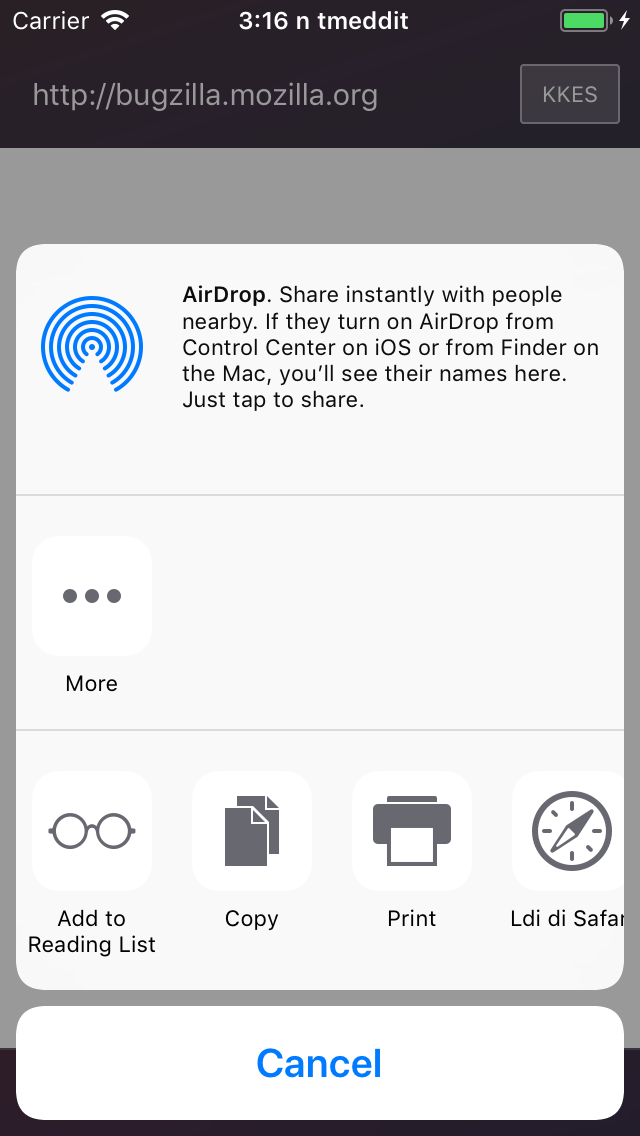 Carrier 3:16 n tmeddit
http://bugzilla.mozilla.org KKES
AirDrop. Share instantly with people
nearby. If they turn on AirDrop from
Control Center on iOS or from Finder on
the Mac, you’ll see their names here.
Just tap to share.
More
Add to
Reading List
Copy
Print
Ldi di Safar
Cancel